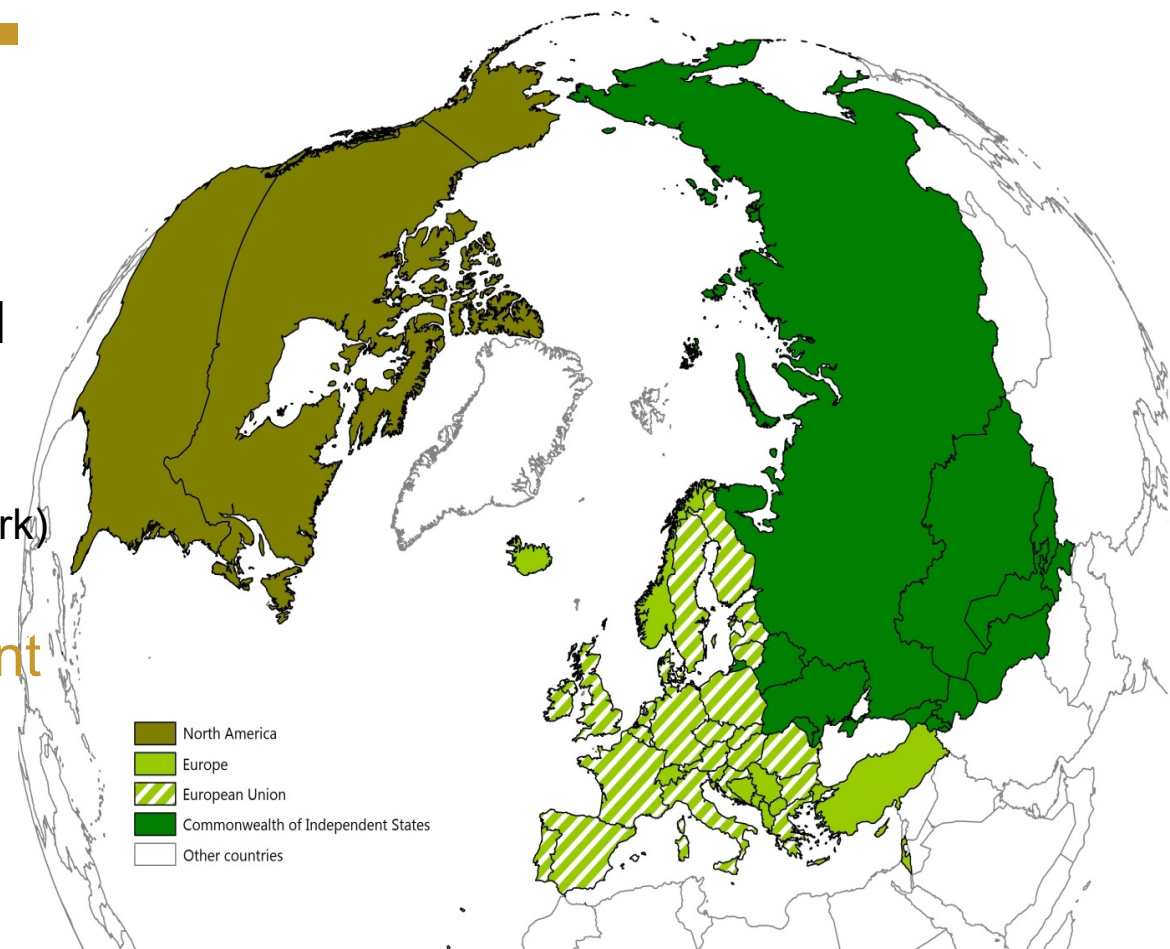 rk)
nt
North America
Europe
European Union
Commonwealth of Independent States
Other countries